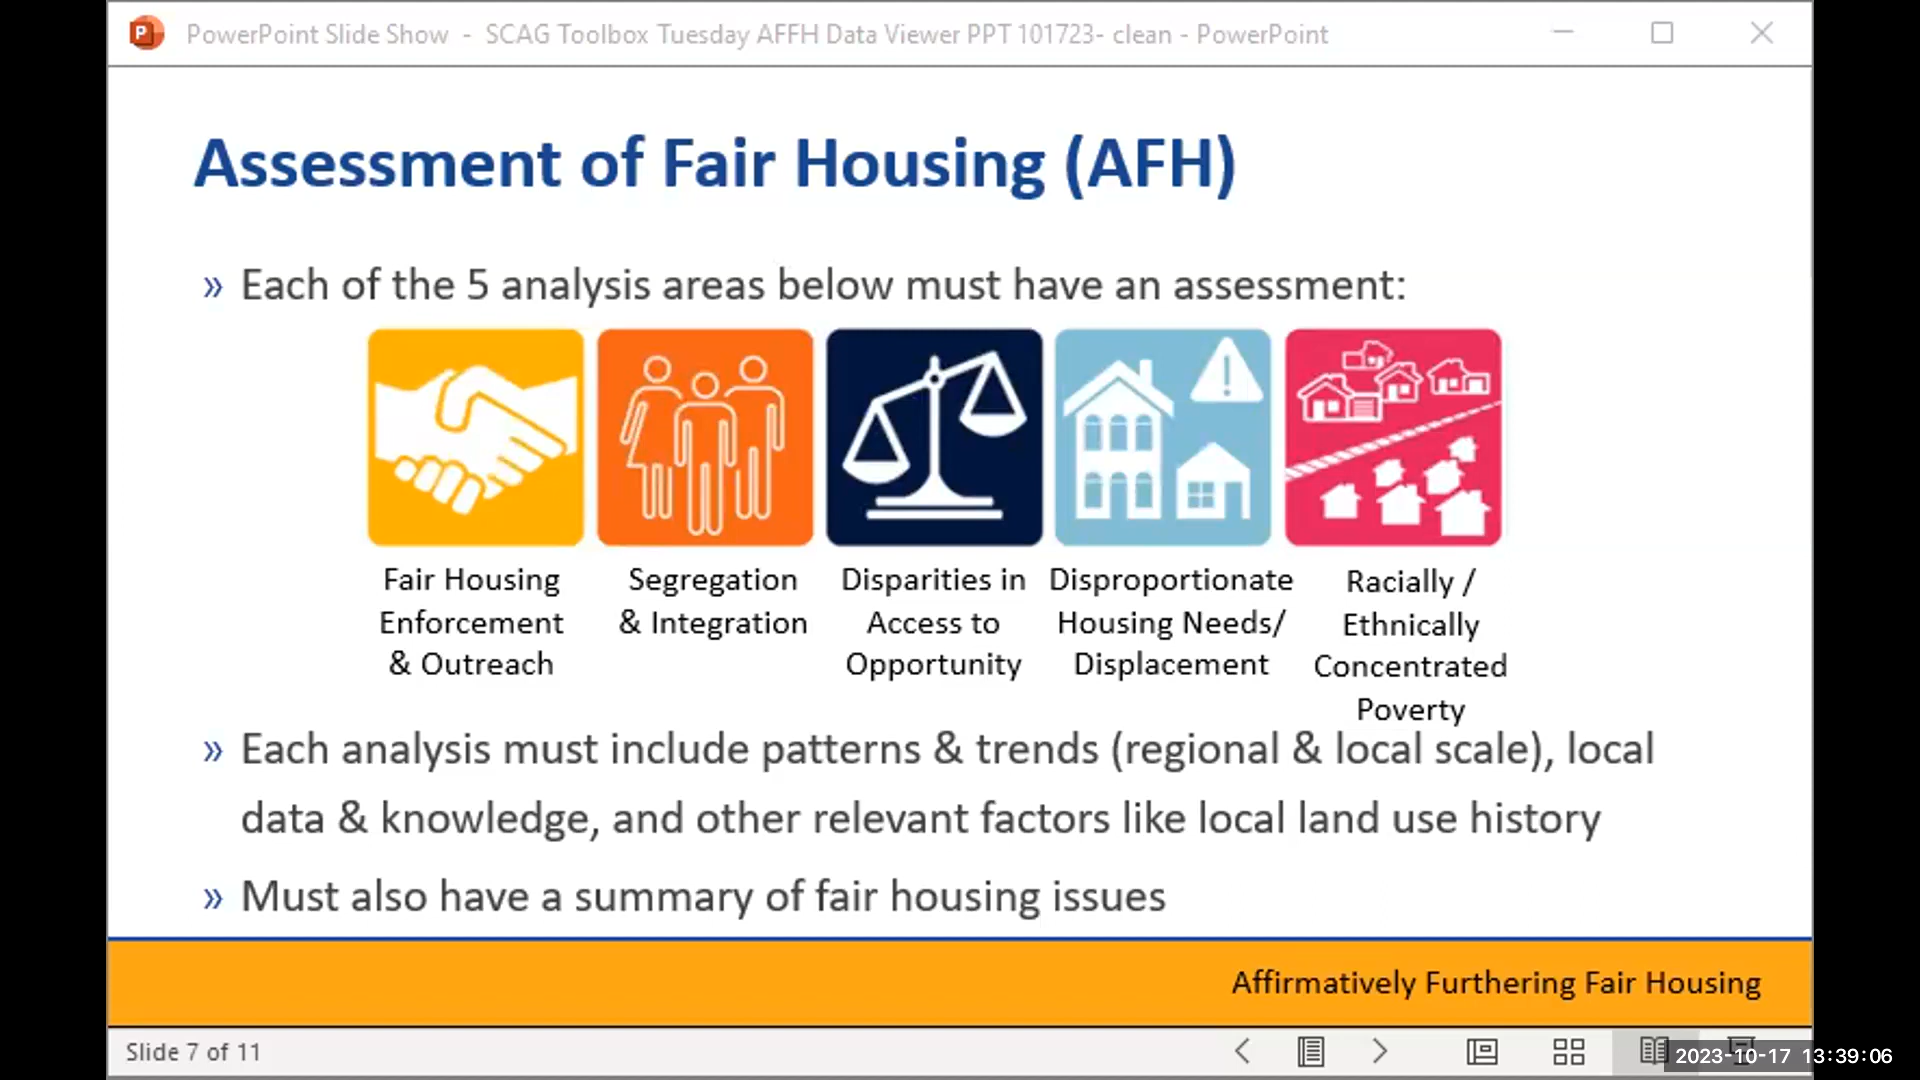 PowerPoint Slide Show - SCAG Toolbox Tuesday AFFH Data Viewer PPT 101723- clean - PowerPoint
Assessment of Fair Housing (AFH)
» Each of the 5 analysis areas below must have an assessment:
Fair Housing
Enforcement
& Outreach
Segregation
& Integration
Disparities in
Access to
Opportunity
Disproportionate
Housing Needs/
Displacement
Racially /
Ethnically
Concentrated
Poverty
» Each analysis must include patterns & trends (regional & local scale), local
data & knowledge, and other relevant factors like local land use history
» Must also have a summary of fair housing issues
Affirmatively Furthering Fair Housing
Slide 7 of 11
2023-10-17 13:39:06